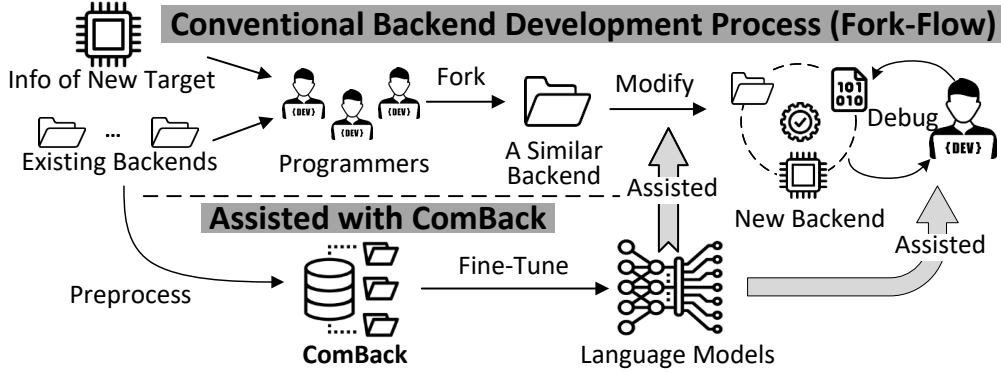 Conventional Backend Development Process (Fork-Flow)
Info of New Target
Existing Backends
...
{DEV}
{DEV}
{DEV}
Programmers
Fork
A Similar
Backend
Modify
101
010
Debug
{DEV}
New Backend
Assisted
Assisted
Assisted with ComBack
Preprocess
ComBack
Fine-Tune
Language Models